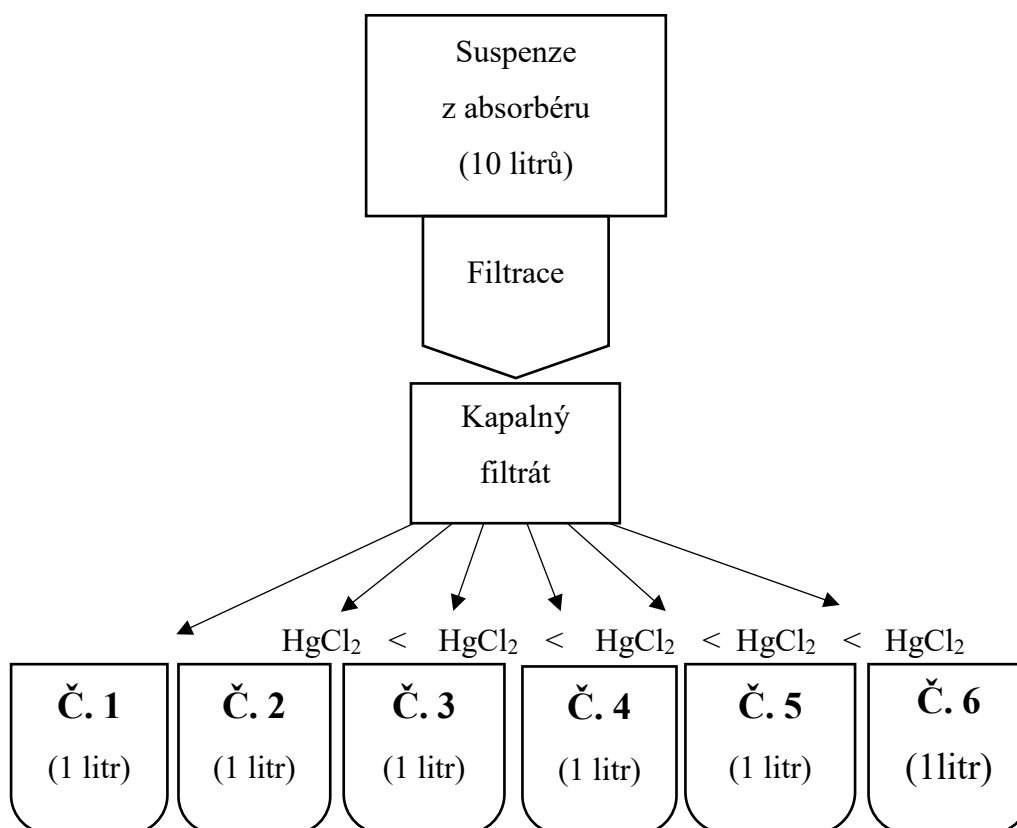 Suspenze
z absorbéru
(10 litrů)
Filtrace
Kapalný
filtrát
HgCl₂ < HgCl₂ < HgCl₂ < HgCl₂ < HgCl₂
Č. 1 Č. 2 Č. 3 Č. 4 Č. 5 Č. 6
(1 litr) (1 litr) (1 litr) (1 litr) (1 litr) (1litr)